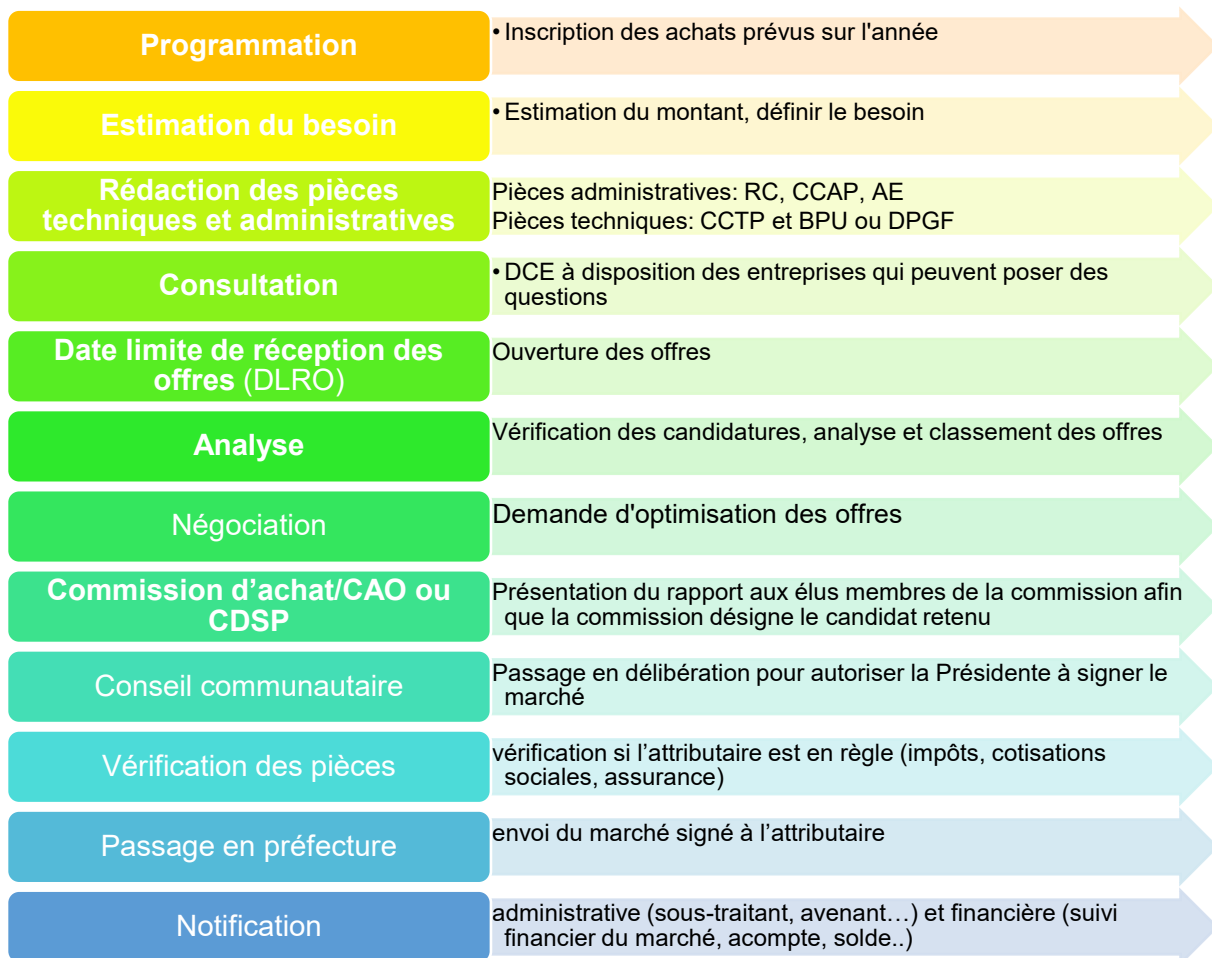 Programmation
• Inscription des achats prévus sur l'année
Estimation du besoin
• Estimation du montant, définir le besoin
Rédaction des pièces
techniques et administratives
Pièces administratives: RC, CCAP, AE
Pièces techniques: CCTP et BPU ou DPGF
Consultation
• DCE à disposition des entreprises qui peuvent poser des
questions
Date limite de réception des
offres (DLRO)
Ouverture des offres
Analyse
Vérification des candidatures, analyse et classement des offres
Négociation
Demande d'optimisation des offres
Commission d’achat/CAO ou
CDSP
Présentation du rapport aux élus membres de la commission afin
que la commission désigne le candidat retenu
Conseil communautaire
Passage en délibération pour autoriser la Présidente à signer le
marché
Vérification des pièces
vérification si l’attributaire est en règle (impôts, cotisations
sociales, assurance)
Passage en préfecture
envoi du marché signé à l’attributaire
Notification
administrative (sous-traitant, avenant…) et financière (suivi
financier du marché, acompte, solde..)